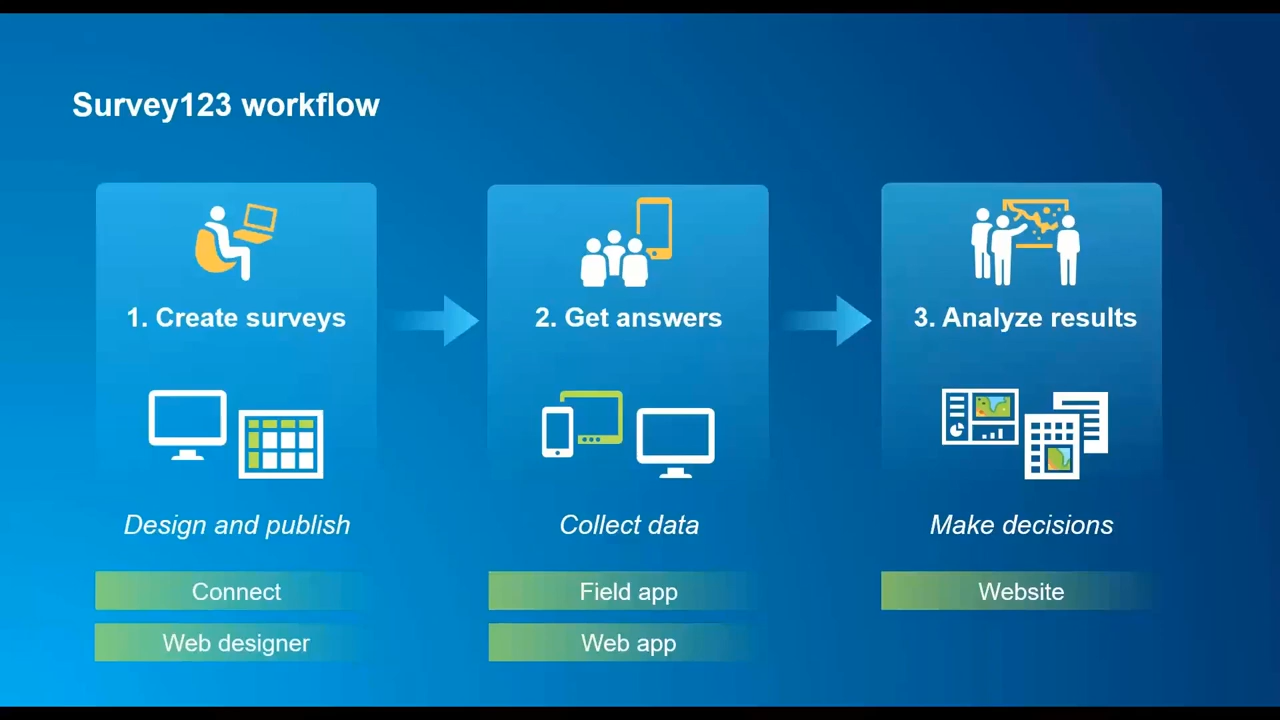 Survey123 workflow
1. Create surveys
Design and publish
Connect
Web designer
2. Get answers
Collect data
Field app
Web app
3. Analyze results
Make decisions
Website